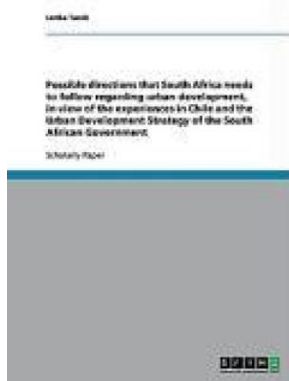 Possible directions that South Africa needs
to follow regarding urban development,
in view of the experiences in Chile and the
Urban Development Strategy of the South
African Government
Scholarly Paper
GRIN